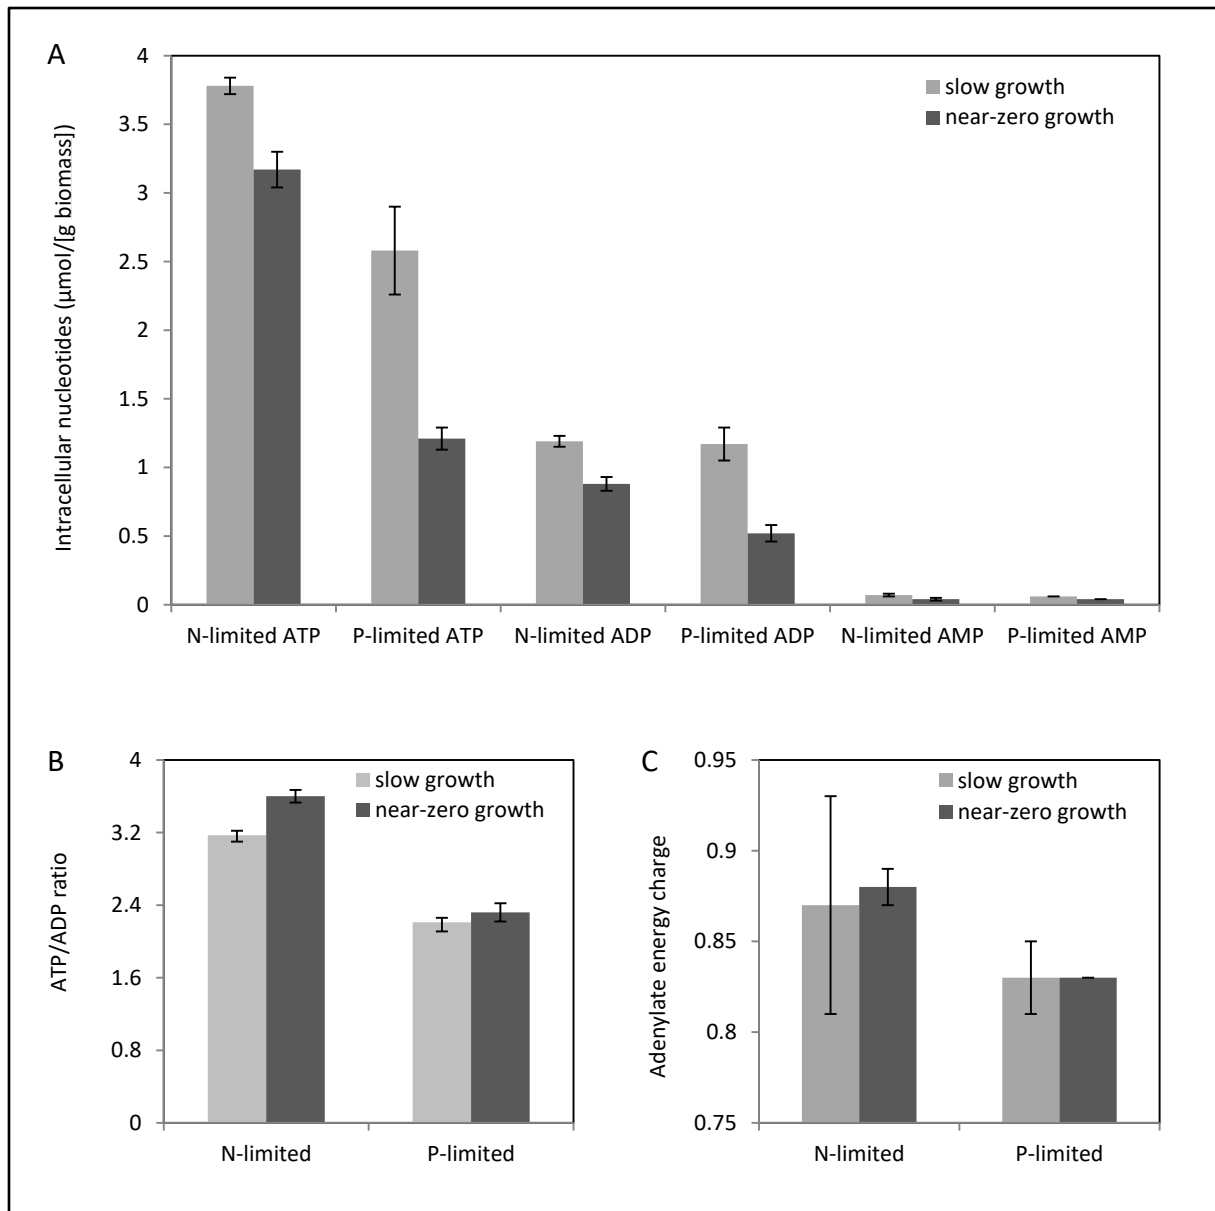 A
Intracellular nucleotides (µmol/[g biomass])
4
3.5
3
2.5
2
1.5
1
0.5
0
slow growth
near-zero growth
N-limited ATP P-limited ATP N-limited ADP P-limited ADP N-limited AMP P-limited AMP
B
ATP/ADP ratio
4
3.2
2.4
1.6
0.8
0
slow growth
near-zero growth
N-limited P-limited
C
Adenylate energy charge
0.95
0.9
0.85
0.8
0.75
slow growth
near-zero growth
N-limited P-limited